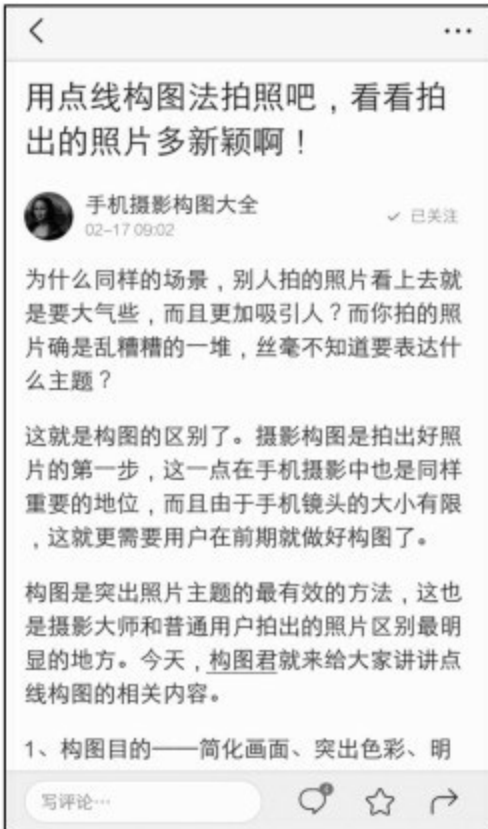 用点线构图法拍照吧，看看拍
出的照片多新颖啊！
手机摄影构图大全
02-17 09:02
已关注
为什么同样的场景，别人拍的照片看上去就
是要大气些，而且更加吸引人？而你拍的照
片确是乱糟糟的一堆，丝毫不知道要表达什
么主题？
这就是构图的区别了。摄影构图是拍出好照
片的第一步，这一点在手机摄影中也是同样
重要的地位，而且由于手机镜头的大小有限
，这就更需要用户在前期就做好构图了。
构图是突出照片主题的最有效的方法，这也
是摄影大师和普通用户拍出的照片区别最明
显的地方。今天，构图君就来给大家讲讲点
线构图的相关内容。
1、构图目的——简化画面、突出色彩、明
写评论…